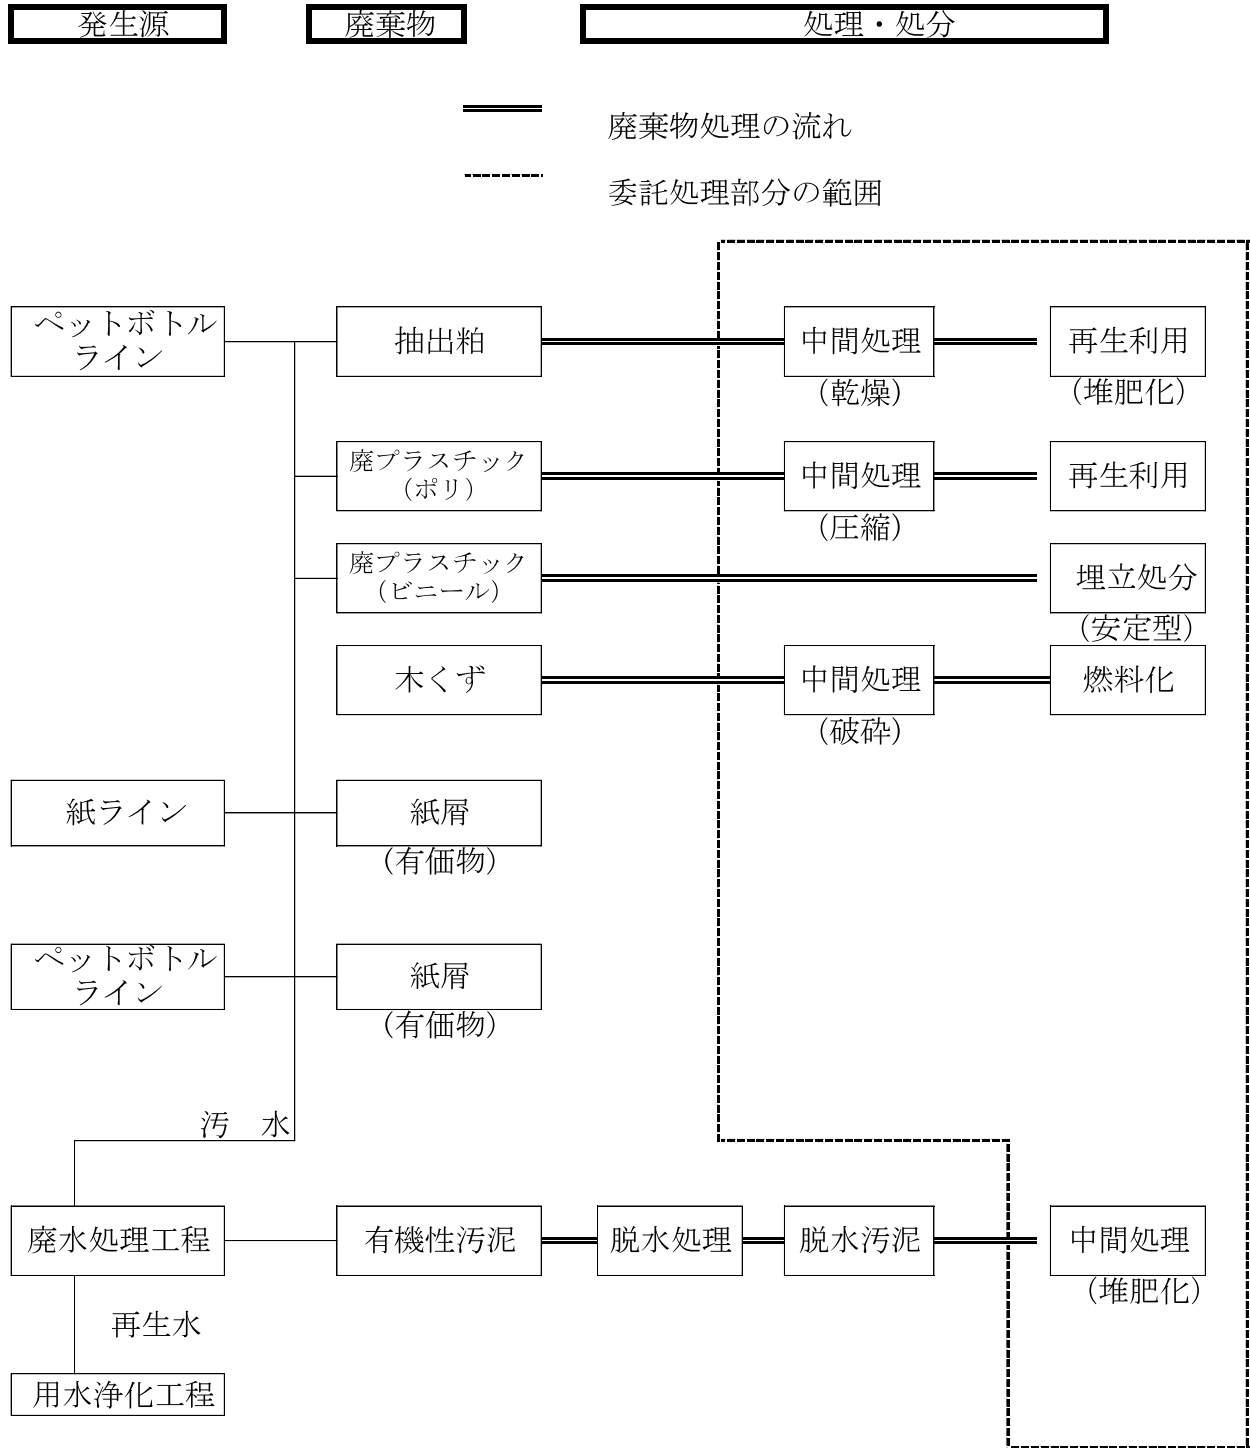 発生源
廃棄物
処理・処分
廃棄物処理の流れ
委託処理部分の範囲
ペットボトル
ライン
抽出粕
中間処理
(乾燥)
再生利用
(堆肥化)
廃プラスチック
(ポリ)
中間処理
(圧縮)
再生利用
廃プラスチック
(ビニール)
埋立処分
(安定型)
木くず
中間処理
(破砕)
燃料化
紙ライン
紙屑
(有価物)
ペットボトル
ライン
紙屑
(有価物)
汚　水
廃水処理工程
有機性汚泥
脱水処理
脱水汚泥
中間処理
(堆肥化)
再生水
用水浄化工程